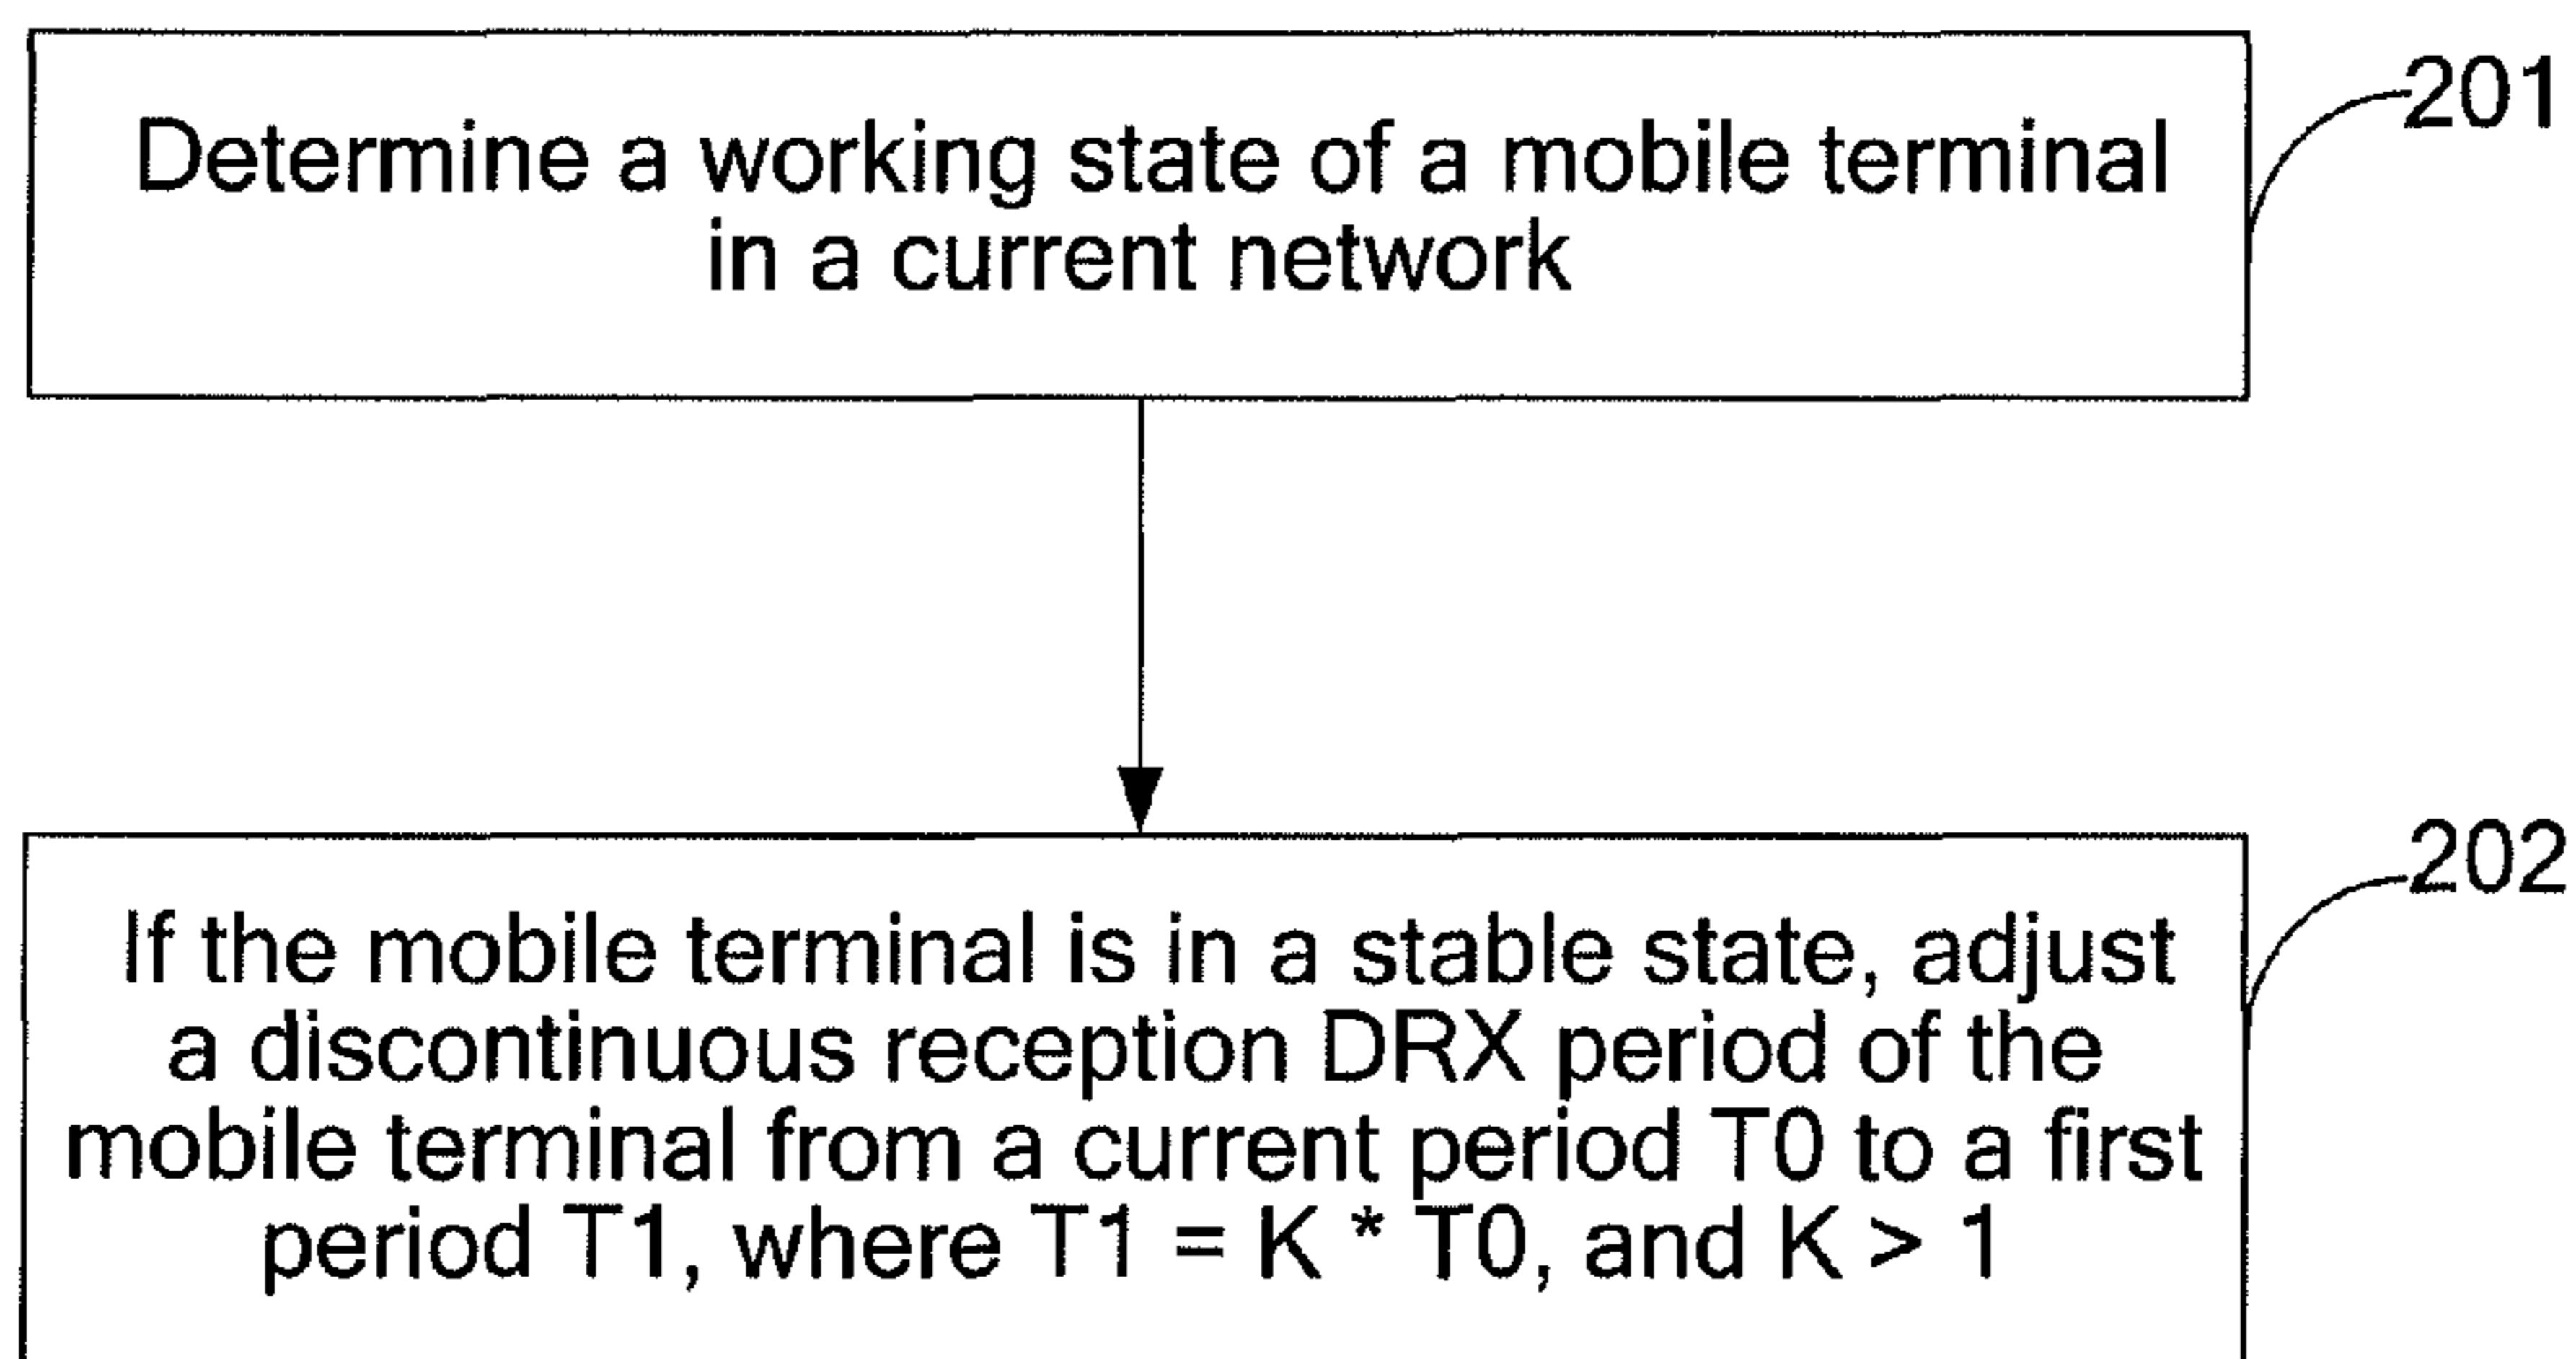 201
Determine a working state of a mobile terminal
in a current network
202
If the mobile terminal is in a stable state, adjust
a discontinuous reception DRX period of the
mobile terminal from a current period T0 to a first
period T1, where T1 = K * T0, and K > 1